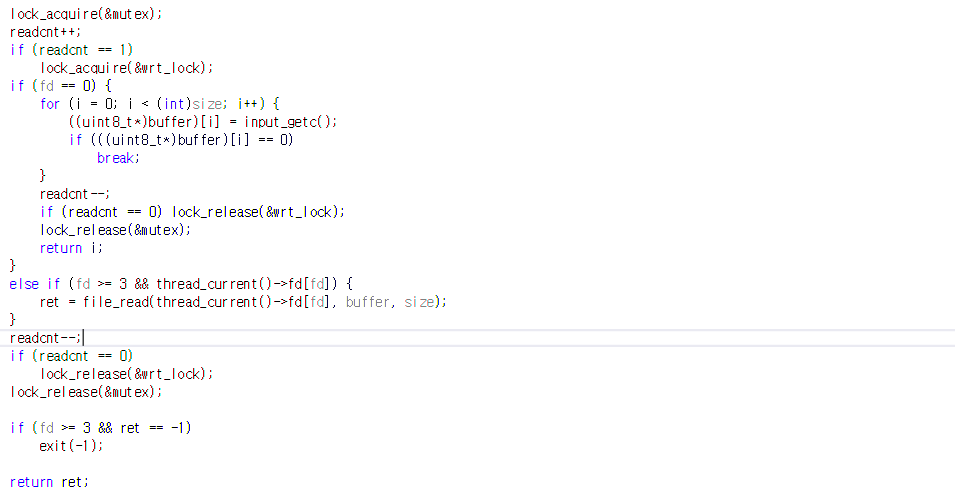 lock_acquire(&mutex);
readcnt++;
if (readcnt == 1)
lock_acquire(&wrt_lock);
if (fd == 0) {
for (i = 0; i < (int)size; i++) {
((uint8_t*)buffer)[i] = input_getc();
if (((uint8_t*)buffer)[i] == 0)
break;
}
readcnt--;
if (readcnt == 0) lock_release(&wrt_lock);
lock_release(&mutex);
return i;
}
else if (fd >= 3 && thread_current()->fd[fd]) {
ret = file_read(thread_current()->fd[fd], buffer, size);
}
readcnt--;
if (readcnt == 0)
lock_release(&wrt_lock);
lock_release(&mutex);
if (fd >= 3 && ret == -1)
exit(-1);
return ret;